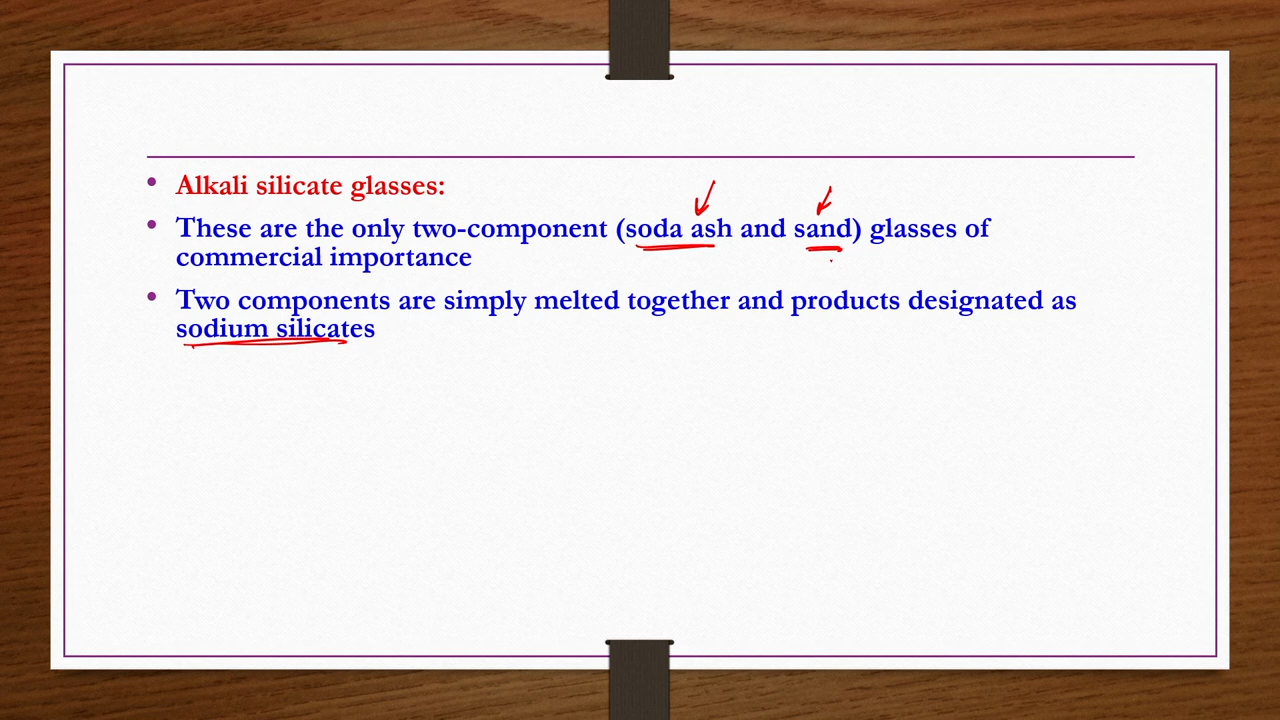 • Alkali silicate glasses:
• These are the only two-component (soda ash and sand) glasses of
commercial importance
• Two components are simply melted together and products designated as
sodium silicates